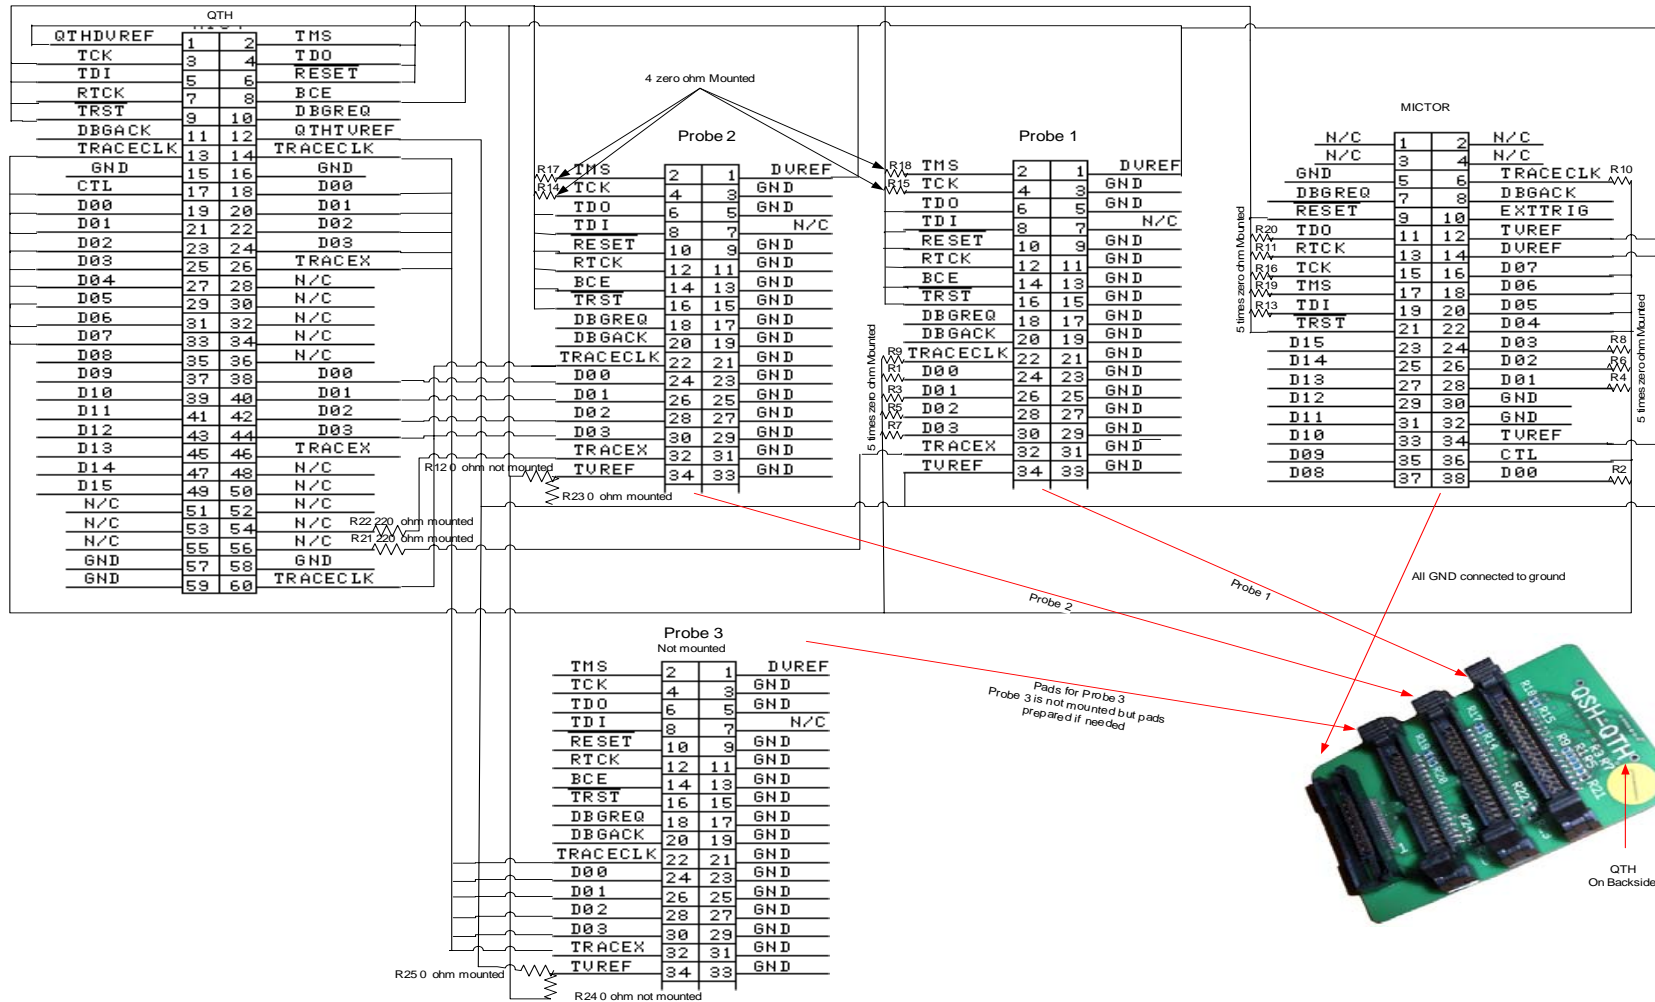 QTH
QTHDVREF 1 2 TMS
TCK 3 4 TDO
TDI 5 6 RESET
RTCK 7 8 BCE
TRST 9 10 DBGREQ
DBGACK 11 12 QTHTVREF
TRACECLK 13 14 TRACECLK
GND 15 16 GND
CTL 17 18 D00
D00 19 20 D01
D01 21 22 D02
D02 23 24 D03
D03 25 26 TRACEX
D04 27 28 N/C
D05 29 30 N/C
D06 31 32 N/C
D07 33 34 N/C
D08 35 36 N/C
D09 37 38 D00
D10 39 40 D01
D11 41 42 D02
D12 43 44 D03
D13 45 46 TRACEX
D14 47 48 N/C
D15 49 50 N/C
N/C 51 52 N/C
N/C 53 54 N/C
N/C 55 56 N/C
GND 57 58 GND
GND 59 60 TRACECLK
R22 220 ohm mounted
R21 220 ohm mounted
4 zero ohm Mounted
Probe 2
R17 TMS 2 1 DVREF
R14 TCK 4 3 GND
TDO 6 5 GND
TDI 8 7 N/C
RESET 10 9 GND
RTCK 12 11 GND
BCE 14 13 GND
TRST 16 15 GND
DBGREQ 18 17 GND
DBGACK 20 19 GND
TRACECLK 22 21 GND
D00 24 23 GND
D01 26 25 GND
D02 28 27 GND
D03 30 29 GND
TRACEX 32 31 GND
TVREF 34 33 GND
R12 0 ohm not mounted
R23 0 ohm mounted
Probe 1
R18 TMS 2 1 DVREF
R15 TCK 4 3 GND
TDO 6 5 GND
TDI 8 7 N/C
RESET 10 9 GND
RTCK 12 11 GND
BCE 14 13 GND
TRST 16 15 GND
DBGREQ 18 17 GND
DBGACK 20 19 GND
R9 TRACECLK 22 21 GND
R1 D00 24 23 GND
R3 D01 26 25 GND
R5 D02 28 27 GND
R7 D03 30 29 GND
TRACEX 32 31 GND
TVREF 34 33 GND
5 times zero ohm Mounted
MICTOR
N/C 1 2 N/C
N/C 3 4 N/C
GND 5 6 TRACECLK R10
DBGREQ 7 8 DBGACK
RESET 9 10 EXTTRIG
R20 TDO 11 12 TVREF
R11 RTCK 13 14 DVREF
R16 TCK 15 16 D07
R19 TMS 17 18 D06
R13 TDI 19 20 D05
TRST 21 22 D04
D15 23 24 D03 R8
D14 25 26 D02 R6
D13 27 28 D01 R4
D12 29 30 GND
D11 31 32 GND
D10 33 34 TVREF
D09 35 36 CTL
D08 37 38 D00 R2
5 times zero ohm Mounted
5 times zero ohm Mounted
All GND connected to ground
Probe 2
Probe 1
Probe 3
Not mounted
TMS 2 1 DVREF
TCK 4 3 GND
TDO 6 5 GND
TDI 8 7 N/C
RESET 10 9 GND
RTCK 12 11 GND
BCE 14 13 GND
TRST 16 15 GND
DBGREQ 18 17 GND
DBGACK 20 19 GND
TRACECLK 22 21 GND
D00 24 23 GND
D01 26 25 GND
D02 28 27 GND
D03 30 29 GND
TRACEX 32 31 GND
TVREF 34 33 GND
R25 0 ohm mounted
R24 0 ohm not mounted
Pads for Probe 3
Probe 3 is not mounted but pads
prepared if needed
QSH-QTH
R18 R15
R17 R14
R19 R20
R9 R1 R5 R3 R7
R21
R22
R24
QTH
On Backside